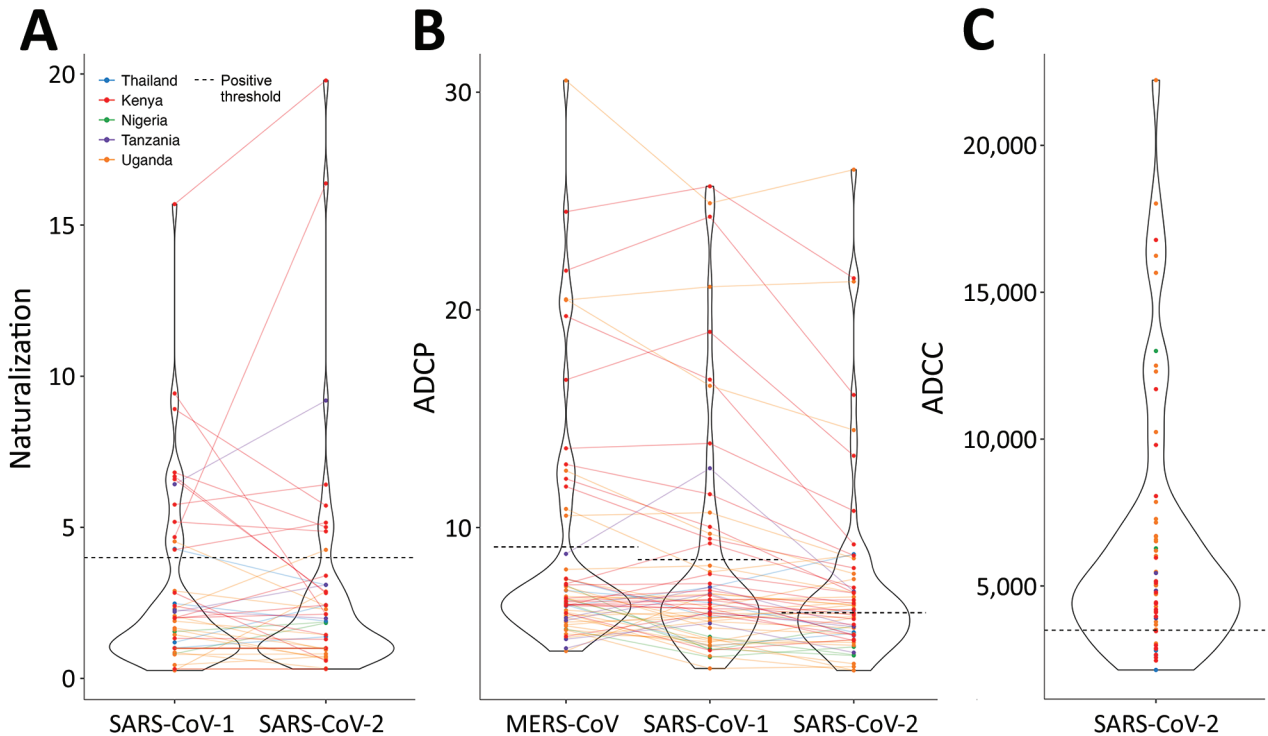 A
B
C
Naturalization
20
15
10
5
0
Thailand
Kenya
Nigeria
Tanzania
Uganda
Positive
threshold
SARS-CoV-1
SARS-CoV-2
ADCP
30
20
10
MERS-CoV
SARS-CoV-1
SARS-CoV-2
ADCC
20,000
15,000
10,000
5,000
SARS-CoV-2